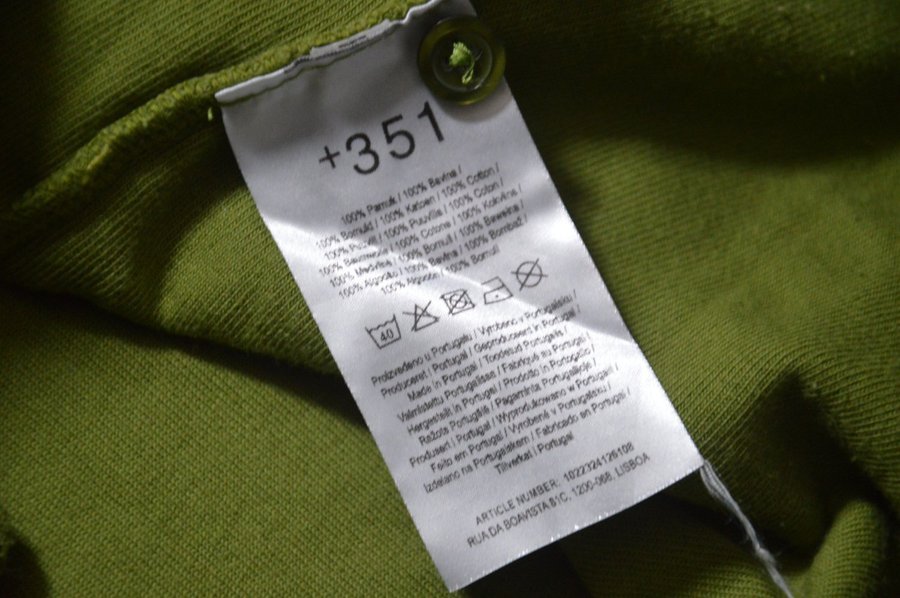 +351
100% Pamuk / 100% Bavlna /
100% Bomuld / 100% Katoen / 100% Cotton /
100% Puuvilla / 100% Coton /
100% Baumwolle / 100% Cotone / 100% Kokvilna /
100% Medvilnė / 100% Bomull / 100% Bawełna /
100% Algodão / 100% Bavlna / 100% Bombaž /
100% Algodón / 100% Bomull
40
Proizvedeno u Portugalu / Vyrobeno v Portugalsku /
Produceret / Portugal / Geproduceerd in Portugal /
Made in Portugal / Toodetud Portugalis /
Valmistettu Portugalissa / Fabriqué au Portugal /
Hergestellt in Portugal / Prodotto in Portogallo /
Ražots Portugālē / Pagaminta Portugalijoje /
Produsert / Portugal / Wyprodukowano w Portugalii /
Feito em Portugal / Vyrobené v Portugalsku /
Izdelano na Portugalskem / Fabricado en Portugal /
Tillverkat / Portugal
ARTICLE NUMBER: 1022324126108
RUA DA BOAVISTA 81C, 1200-068, LISBOA